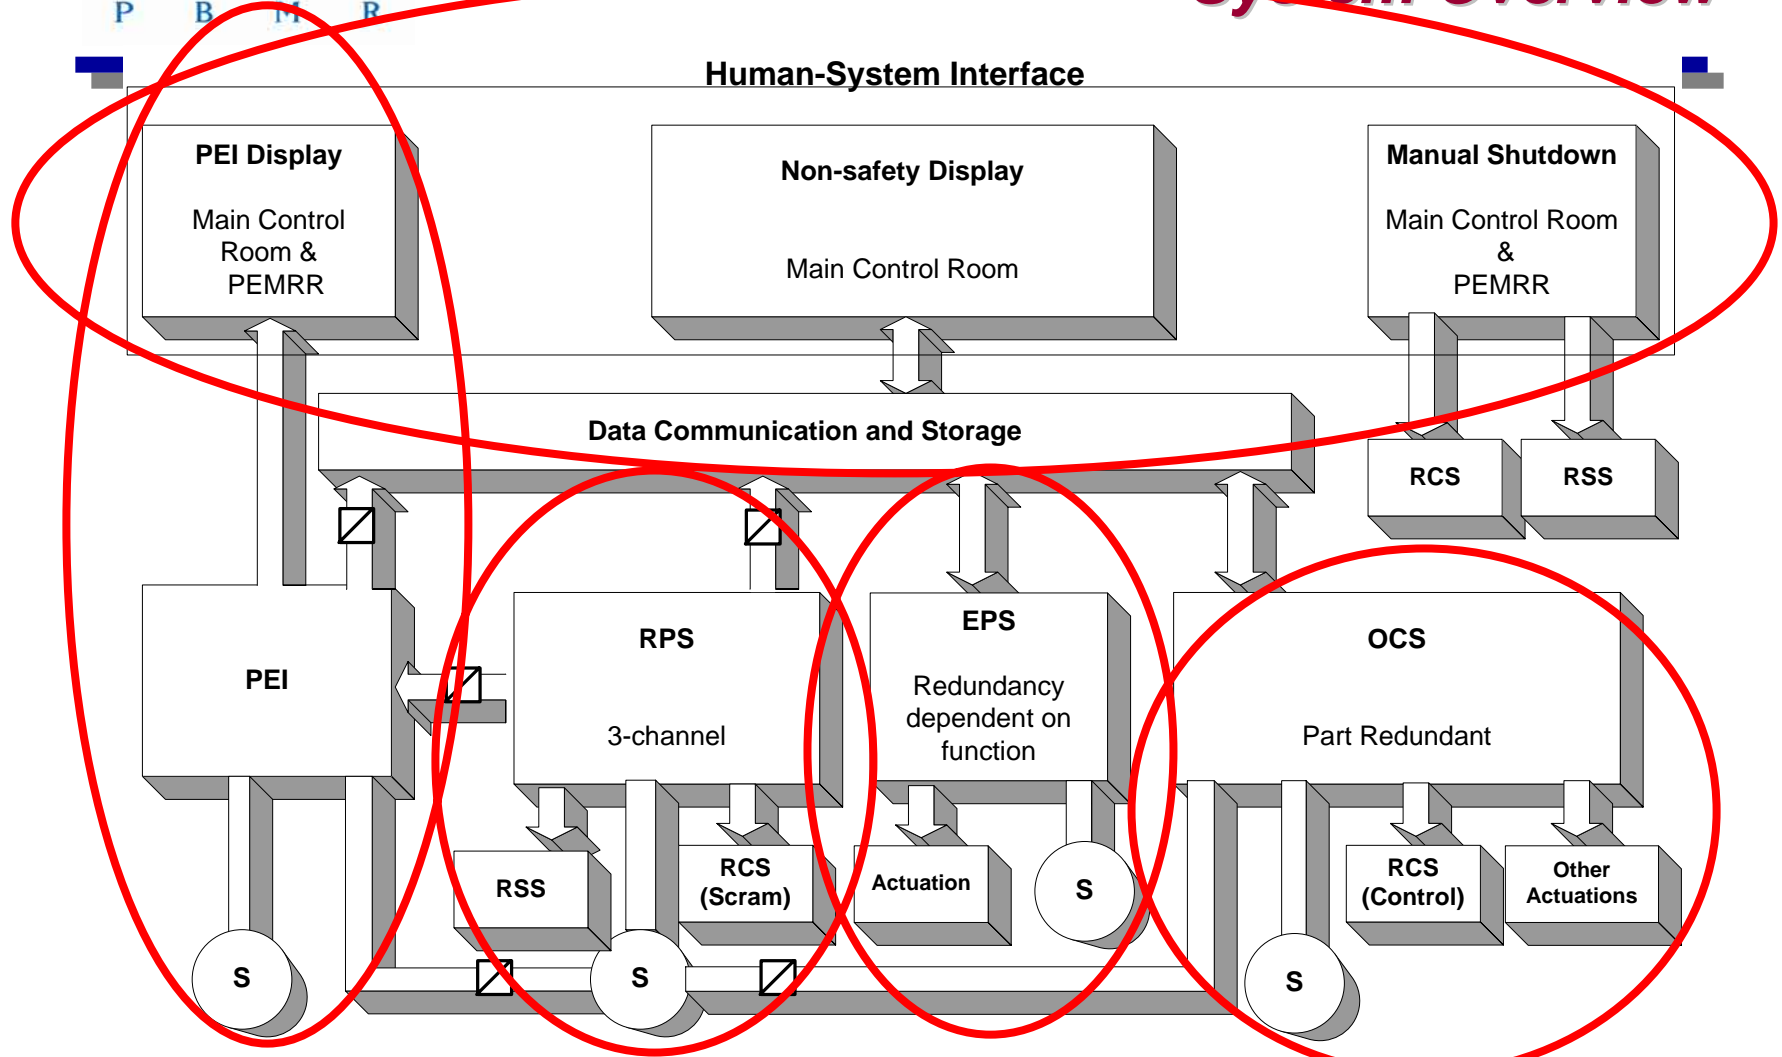 P B M R
System Overview
Human-System Interface
PEI Display
Main Control
Room &
PEMRR
Non-safety Display
Main Control Room
Manual Shutdown
Main Control Room
&
PEMRR
Data Communication and Storage
RCS
RSS
PEI
RPS
3-channel
EPS
Redundancy
dependent on
function
OCS
Part Redundant
RSS
RCS
(Scram)
Actuation
S
RCS
(Control)
Other
Actuations
S
S
S